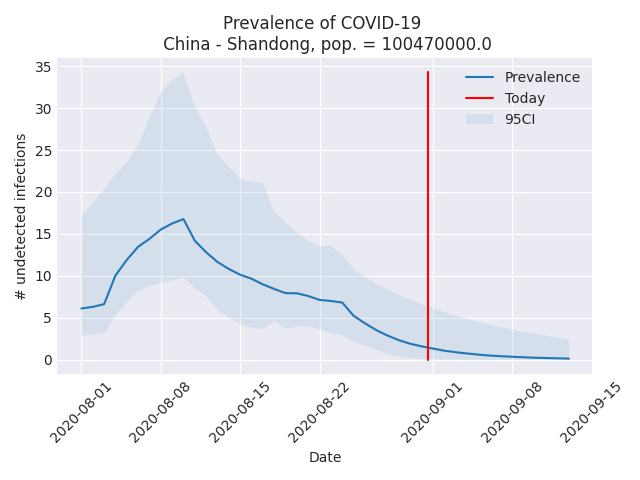 Prevalence of COVID-19
China - Shandong, pop. = 100470000.0
# undetected infections
35
30
25
20
15
10
5
0
Prevalence
Today
95CI
2020-08-01
2020-08-08
2020-08-15
2020-08-22
2020-09-01
2020-09-08
2020-09-15
Date